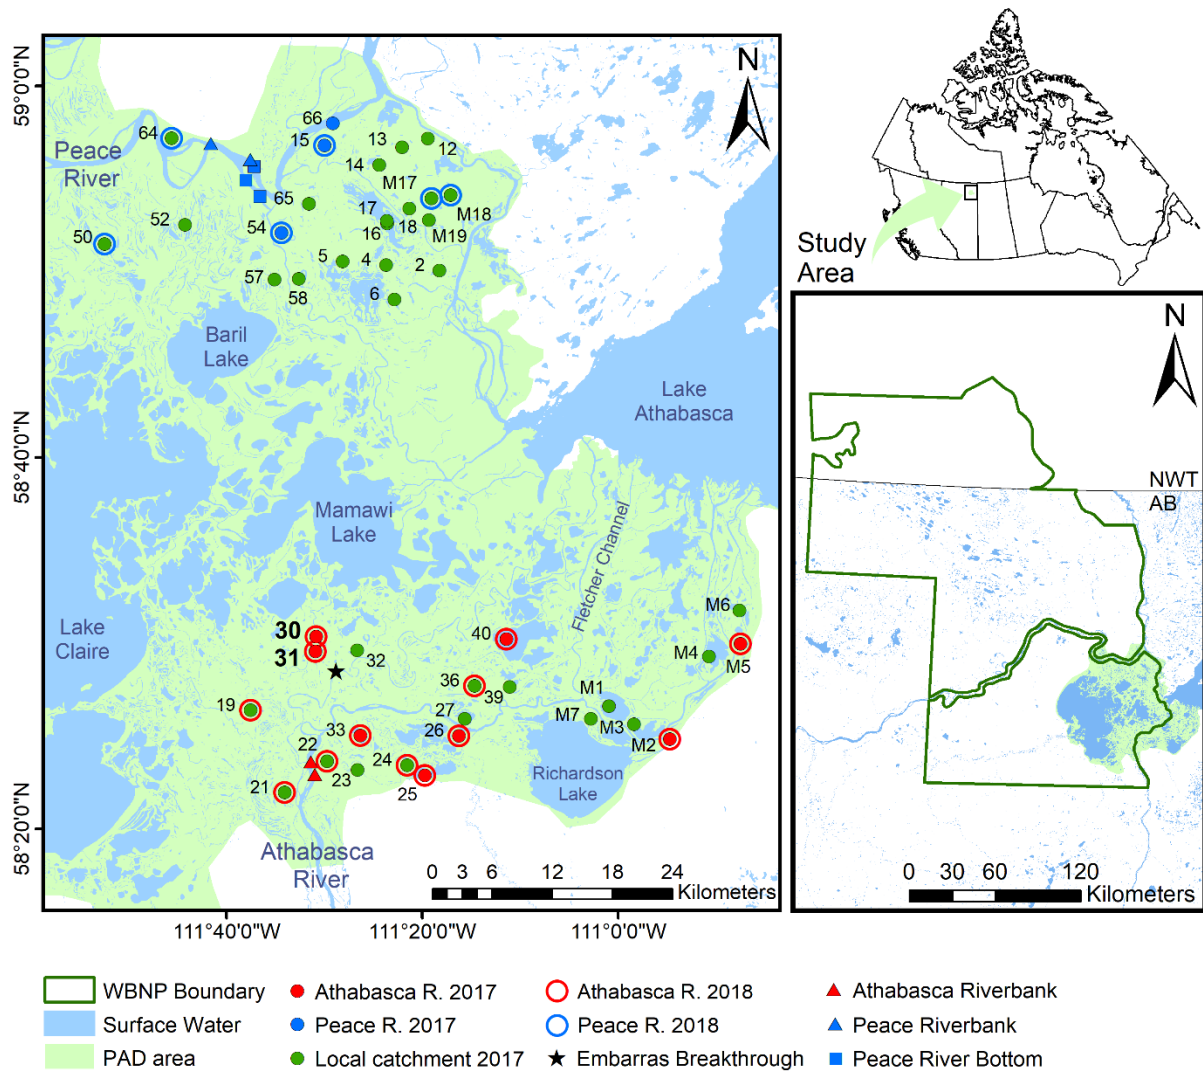 59°0'0"N
58°40'0"N
58°20'0"N
111°40'0"W
111°20'0"W
111°0'0"W
N
Peace
River
64
66
15
13
12
14
M17
M18
65
17
18
M19
16
52
54
50
5
4
2
57
58
6
Baril
Lake
Lake
Athabasca
Mamawi
Lake
Fletcher Channel
Lake
Claire
30
31
32
40
M6
M4
M5
36
39
19
27
M1
M7
M3
M2
33
26
22
23
24
25
21
Richardson
Lake
Athabasca
River
0 3 6 12 18 24
Kilometers
Study
Area
N
NWT
AB
0 30 60 120
Kilometers
WBNP Boundary
Surface Water
PAD area
Athabasca R. 2017
Peace R. 2017
Local catchment 2017
Athabasca R. 2018
Peace R. 2018
Embarras Breakthrough
Athabasca Riverbank
Peace Riverbank
Peace River Bottom